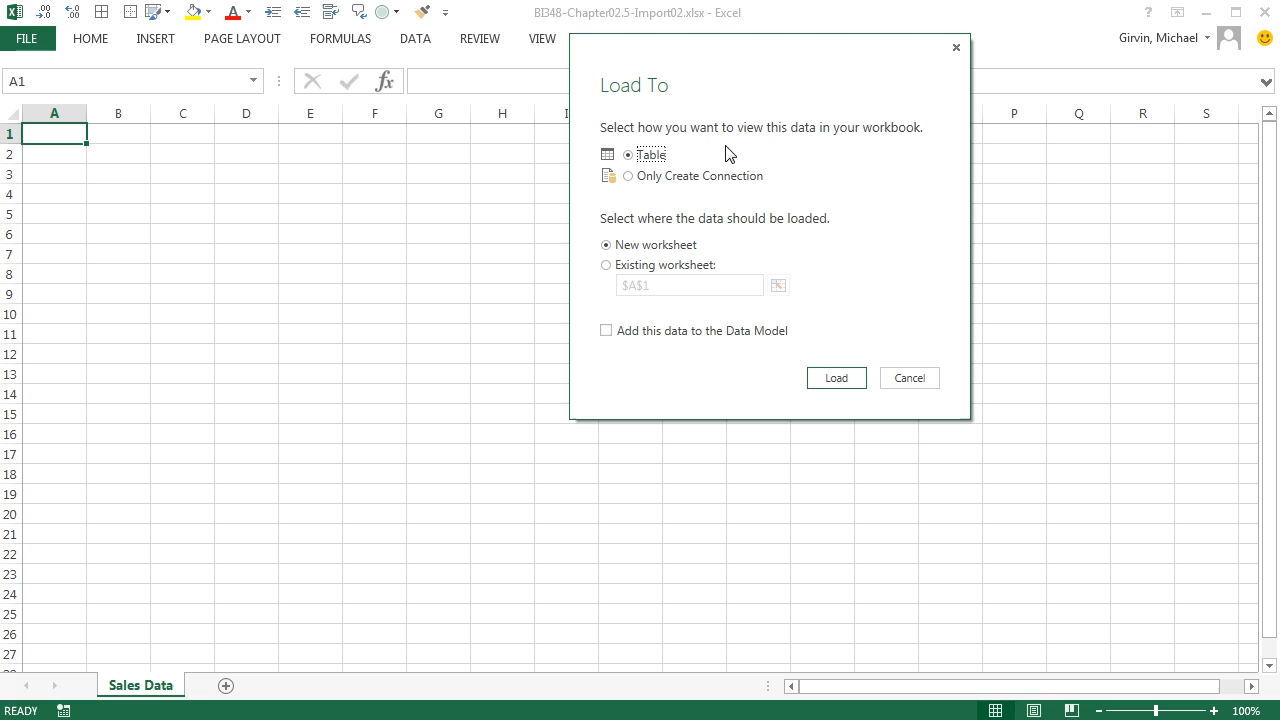 BI348-Chapter02.5-Import02.xlsx - Excel
FILE HOME INSERT PAGE LAYOUT FORMULAS DATA REVIEW VIEW
Girvin, Michael
A1
fx
A B C D E F G H I P Q R S
1
2
3
4
5
6
7
8
9
10
11
12
13
14
15
16
17
18
19
20
21
22
23
24
25
26
27
Load To
Select how you want to view this data in your workbook.
Table
Only Create Connection
Select where the data should be loaded.
New worksheet
Existing worksheet:
$A$1
Add this data to the Data Model
Load Cancel
Sales Data
READY
100%